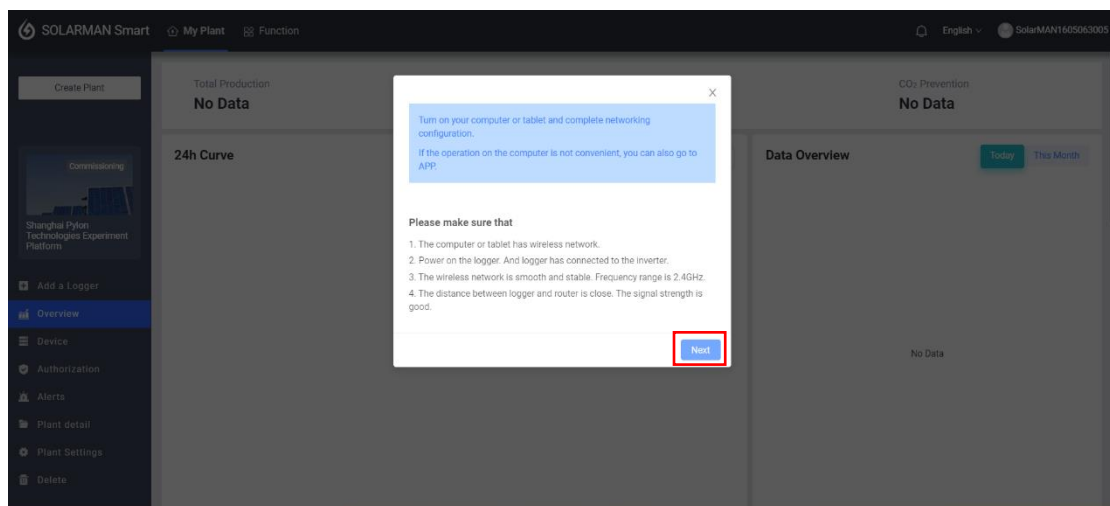 SOLARMAN Smart My Plant Function English SolarMAN1605063005
Create Plant
Total Production
No Data
CO₂ Prevention
No Data
X
Turn on your computer or tablet and complete networking
configuration.
If the operation on the computer is not convenient, you can also go to
APP.
Please make sure that
1. The computer or tablet has wireless network.
2. Power on the logger. And logger has connected to the inverter.
3. The wireless network is smooth and stable. Frequency range is 2.4GHz.
4. The distance between logger and router is close. The signal strength is
good.
Next
24h Curve
Data Overview
Today This Month
No Data
Commissioning
Shanghai Pylon
Technologies Experiment
Platform
Add a Logger
Overview
Device
Authorization
Alerts
Plant detail
Plant Settings
Delete